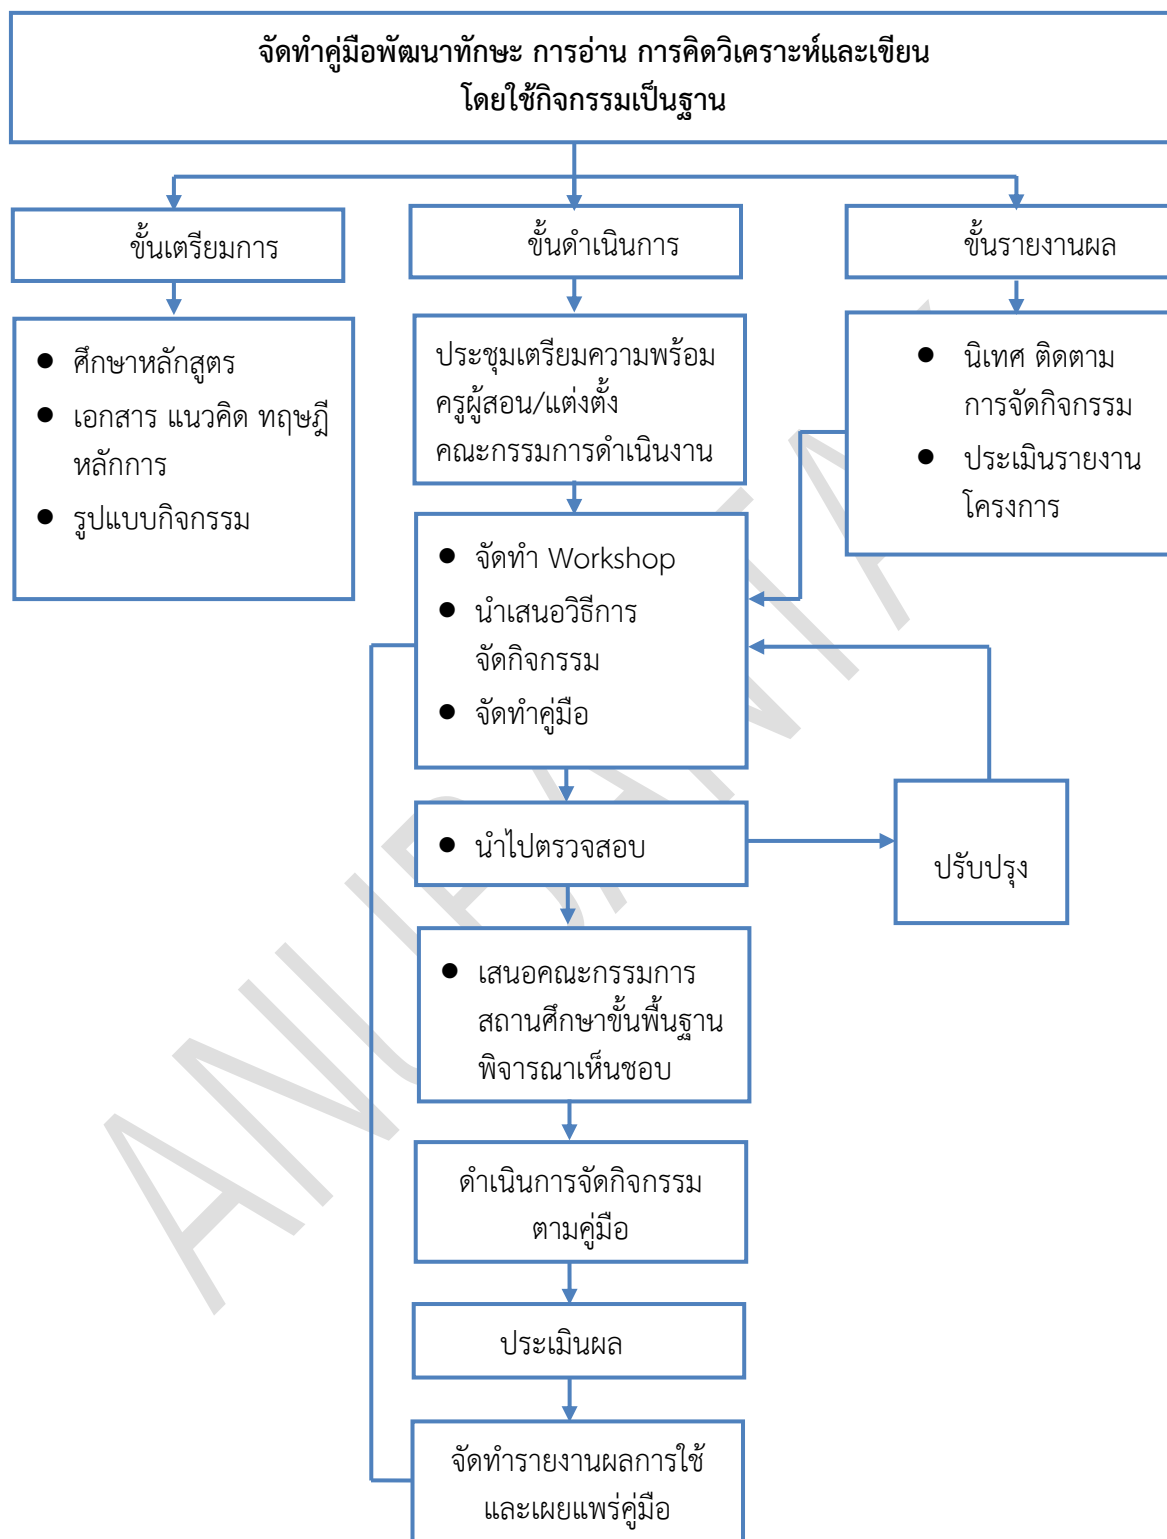 จัดทำคู่มือพัฒนาทักษะ การอ่าน การคิดวิเคราะห์และเขียน
โดยใช้กิจกรรมเป็นฐาน
ขั้นเตรียมการ
ขั้นดำเนินการ
ขั้นรายงานผล
● ศึกษาหลักสูตร
● เอกสาร แนวคิด ทฤษฎี
หลักการ
● รูปแบบกิจกรรม
ประชุมเตรียมความพร้อม
ครูผู้สอน/แต่งตั้ง
คณะกรรมการดำเนินงาน
● นิเทศ ติดตาม
การจัดกิจกรรม
● ประเมินรายงาน
โครงการ
● จัดทำ Workshop
● นำเสนอวิธีการ
จัดกิจกรรม
● จัดทำคู่มือ
● นำไปตรวจสอบ
ปรับปรุง
● เสนอคณะกรรมการ
สถานศึกษาขั้นพื้นฐาน
พิจารณาเห็นชอบ
ดำเนินการจัดกิจกรรม
ตามคู่มือ
ประเมินผล
จัดทำรายงานผลการใช้
และเผยแพร่คู่มือ